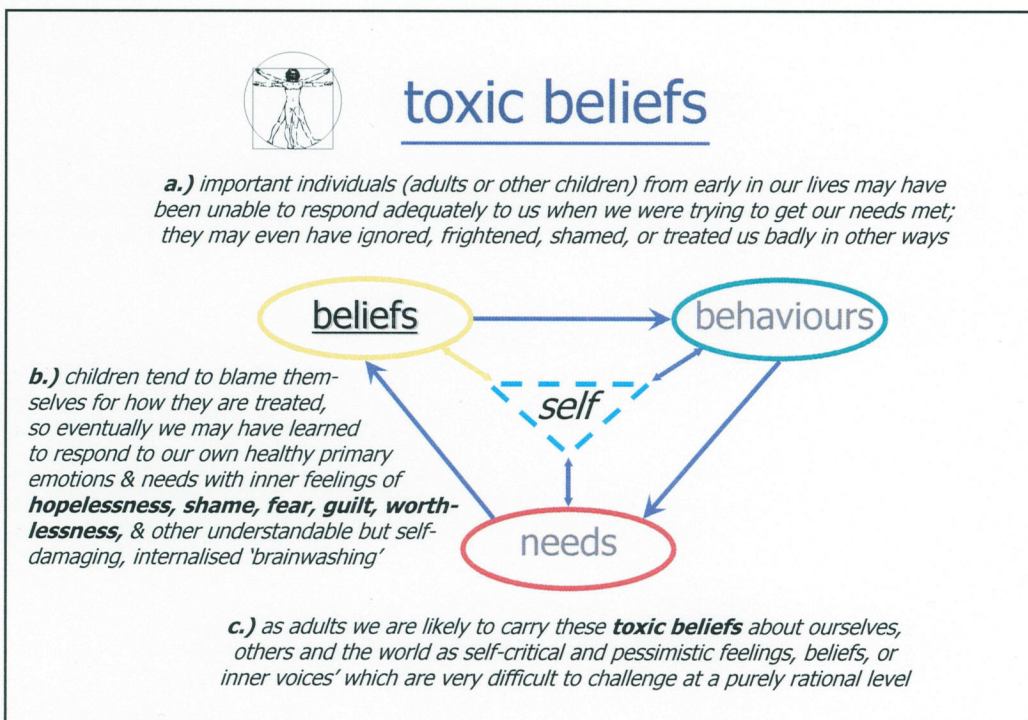 toxic beliefs
a.) important individuals (adults or other children) from early in our lives may have
been unable to respond adequately to us when we were trying to get our needs met;
they may even have ignored, frightened, shamed, or treated us badly in other ways
beliefs
behaviours
self
needs
b.) children tend to blame them-
selves for how they are treated,
so eventually we may have learned
to respond to our own healthy primary
emotions & needs with inner feelings of
hopelessness, shame, fear, guilt, worth-
lessness, & other understandable but self-
damaging, internalised ‘brainwashing’
c.) as adults we are likely to carry these toxic beliefs about ourselves,
others and the world as self-critical and pessimistic feelings, beliefs, or
inner voices’ which are very difficult to challenge at a purely rational level